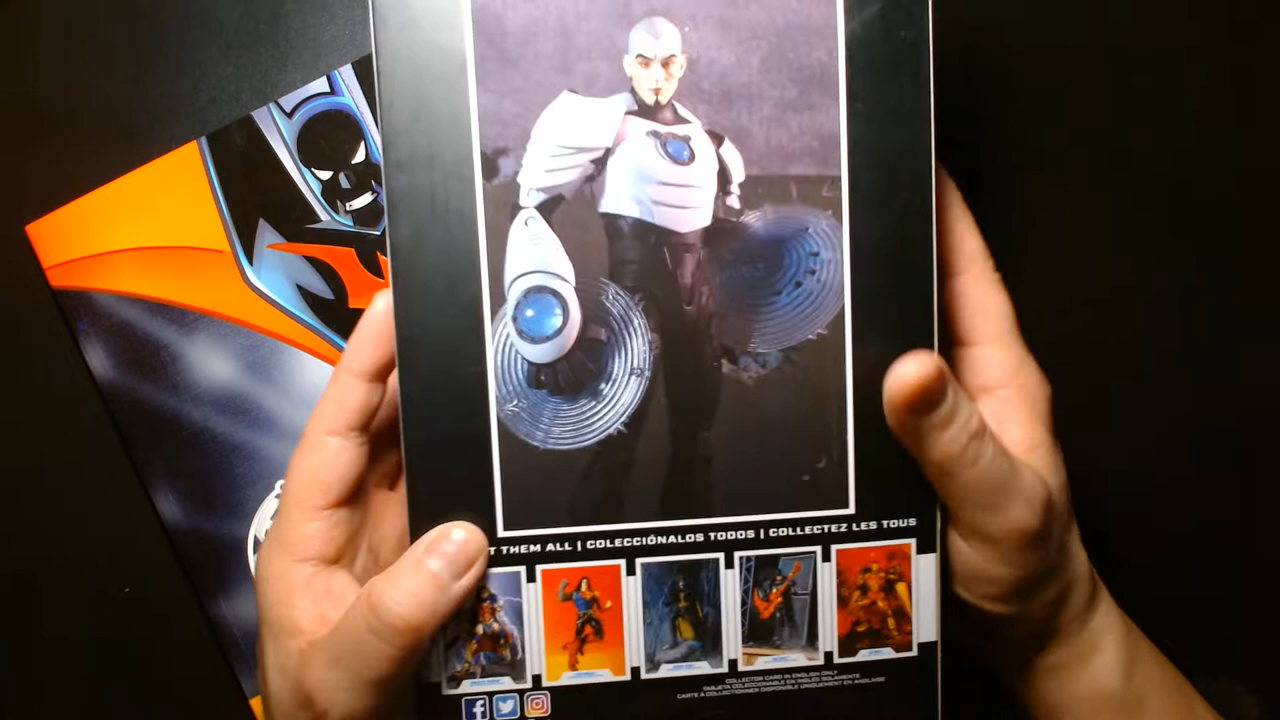 T THEM ALL | COLECCIÓNALOS TODOS | COLLECTEZ LES TOUS
COLLECTOR CARD IN ENGLISH ONLY
TARJETA COLECCIONABLE EN INGLÉS SOLAMENTE
CARTE À COLLECTIONNER DISPONIBLE UNIQUEMENT EN ANGLAISE